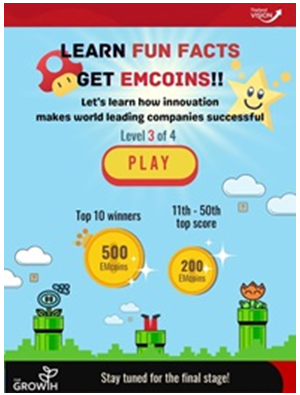 VISION
LEARN FUN FACTS
GET EMCOINS!!
Let's learn how innovation
makes world leading companies successful
Level 3 of 4
PLAY
Top 10 winners
11th - 50th
top score
500
EMcoins
200
EMcoins
GROWTH
Stay tuned for the final stage!